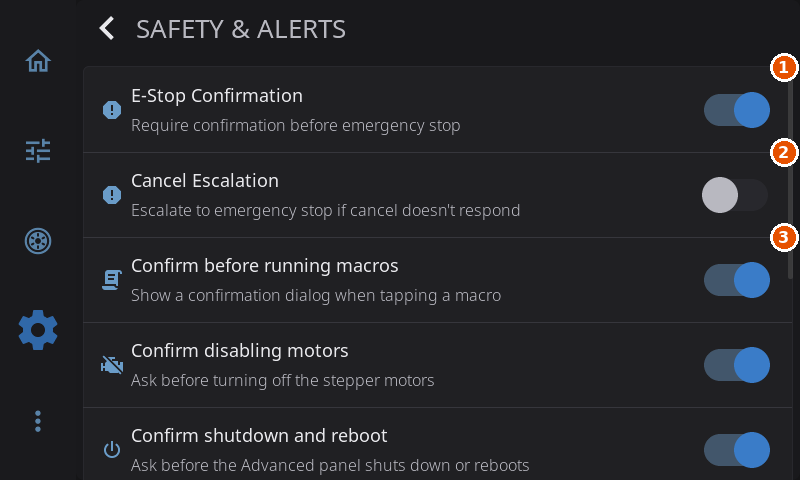 SAFETY & ALERTS
1
E-Stop Confirmation
Require confirmation before emergency stop
2
Cancel Escalation
Escalate to emergency stop if cancel doesn't respond
3
Confirm before running macros
Show a confirmation dialog when tapping a macro
Confirm disabling motors
Ask before turning off the stepper motors
Confirm shutdown and reboot
Ask before the Advanced panel shuts down or reboots